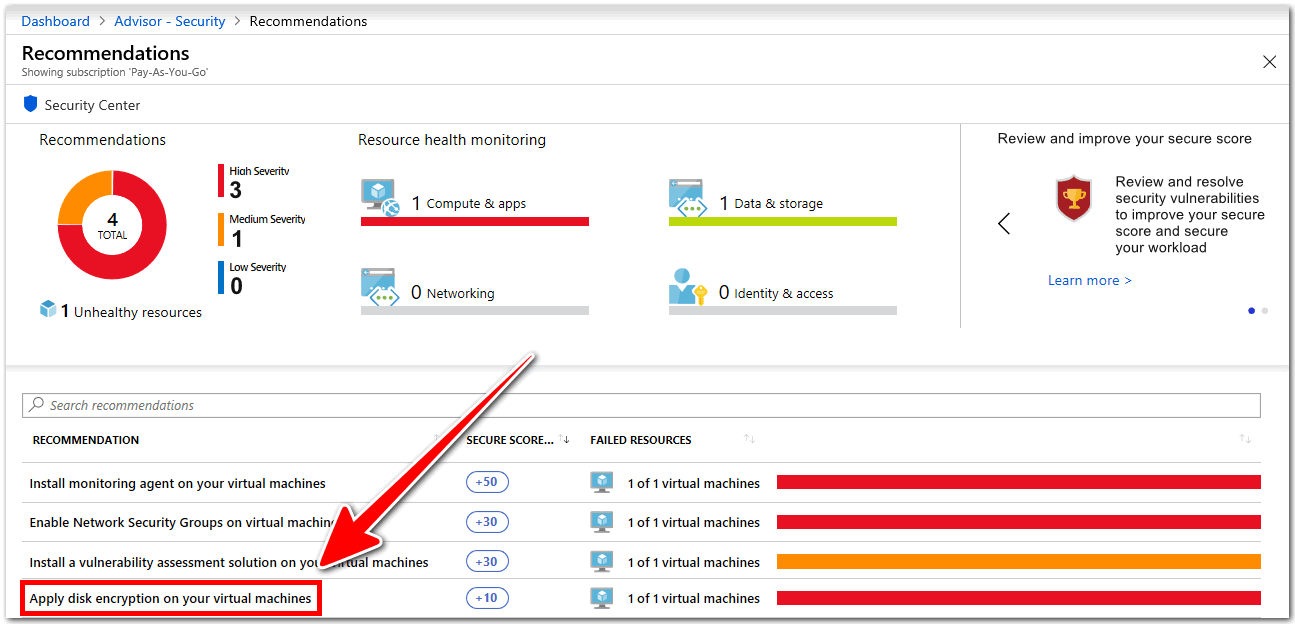 Dashboard > Advisor - Security > Recommendations
Recommendations
Showing subscription 'Pay-As-You-Go'
Security Center
Recommendations
4
TOTAL
High Severity
3
Medium Severity
1
Low Severity
0
1 Unhealthy resources
Resource health monitoring
1 Compute & apps
1 Data & storage
0 Networking
0 Identity & access
Review and improve your secure score
Review and resolve
security vulnerabilities
to improve your secure
score and secure
your workload
Learn more >
Search recommendations
RECOMMENDATION SECURE SCORE... FAILED RESOURCES
Install monitoring agent on your virtual machines +50 1 of 1 virtual machines
Enable Network Security Groups on virtual +30 1 of 1 virtual machines
Install a vulnerability assessment solution on machines +30 1 of 1 virtual machines
Apply disk encryption on your virtual machines +10 1 of 1 virtual machines